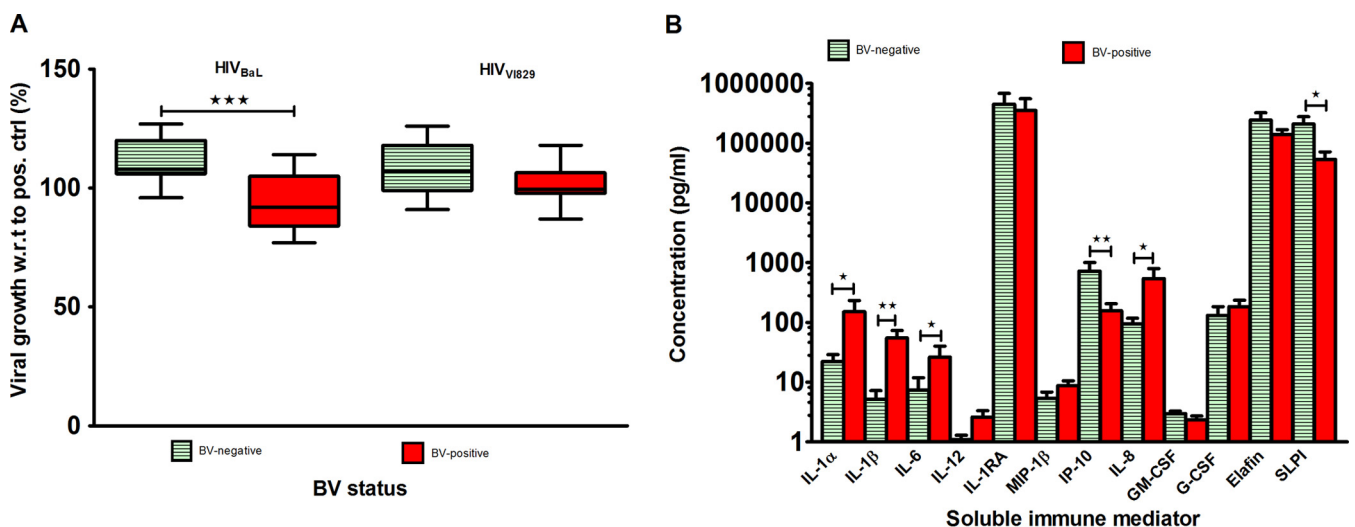 A
HIV_BaL
HIV_VI829
★★★
Viral growth w.r.t to pos. ctrl (%)
150
100
50
0
BV-negative
BV-positive
BV status
B
BV-negative
BV-positive
Concentration (pg/ml)
1000000
100000
10000
1000
100
10
1
★
★★
★
★★
★
★
IL-1α
IL-1β
IL-6
IL-12
IL-1RA
MIP-1β
IP-10
IL-8
GM-CSF
G-CSF
Elafin
SLPI
Soluble immune mediator